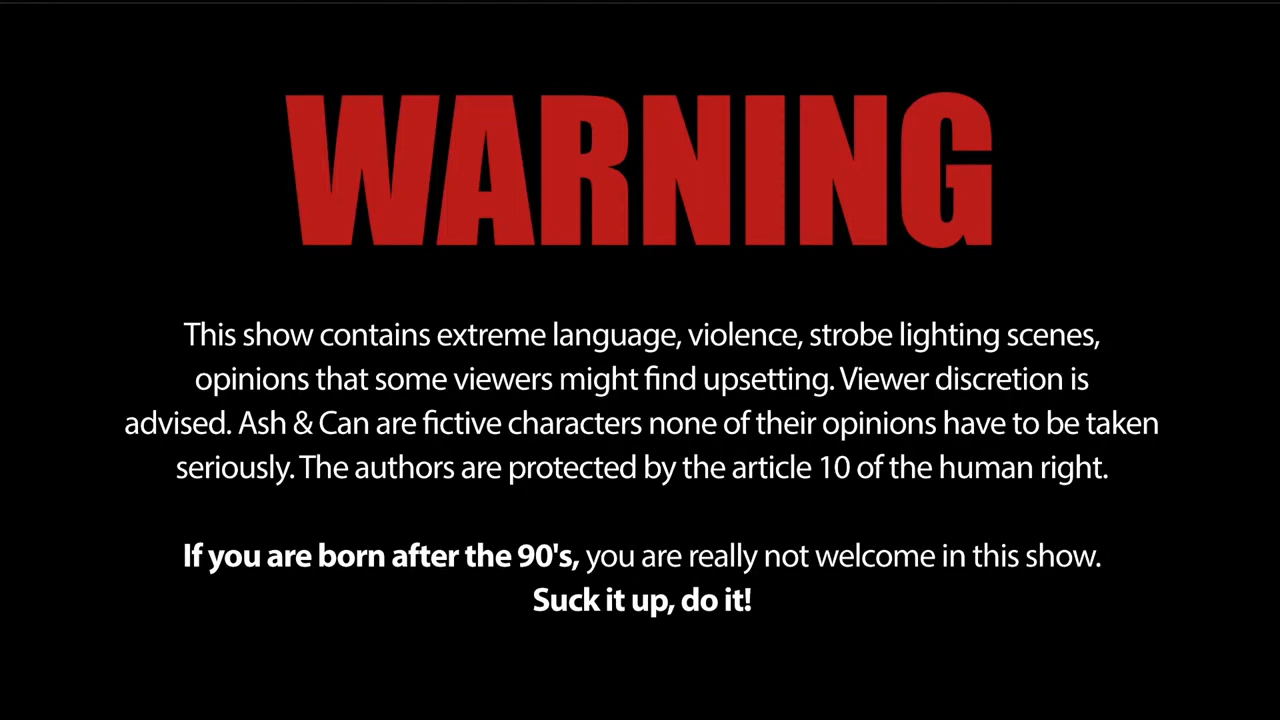 WARNING
This show contains extreme language, violence, strobe lighting scenes,
opinions that some viewers might find upsetting. Viewer discretion is
advised. Ash & Can are fictive characters none of their opinions have to be taken
seriously. The authors are protected by the article 10 of the human right.
If you are born after the 90's, you are really not welcome in this show.
Suck it up, do it!